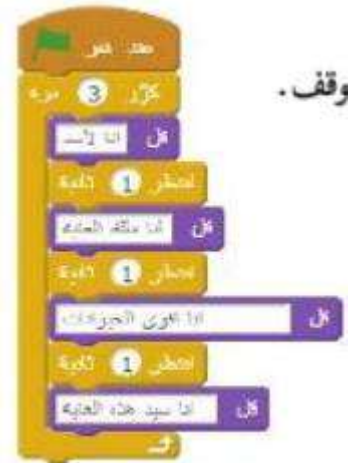 وقف.
عند نقر
كرّر 3 مرة
قل أنا لأسد
انتظر 1 ثانية
قل أنا ملك الغابة
انتظر 1 ثانية
قل أنا أقوى الحيوانات
انتظر 1 ثانية
قل أنا سيد هذه الغابة